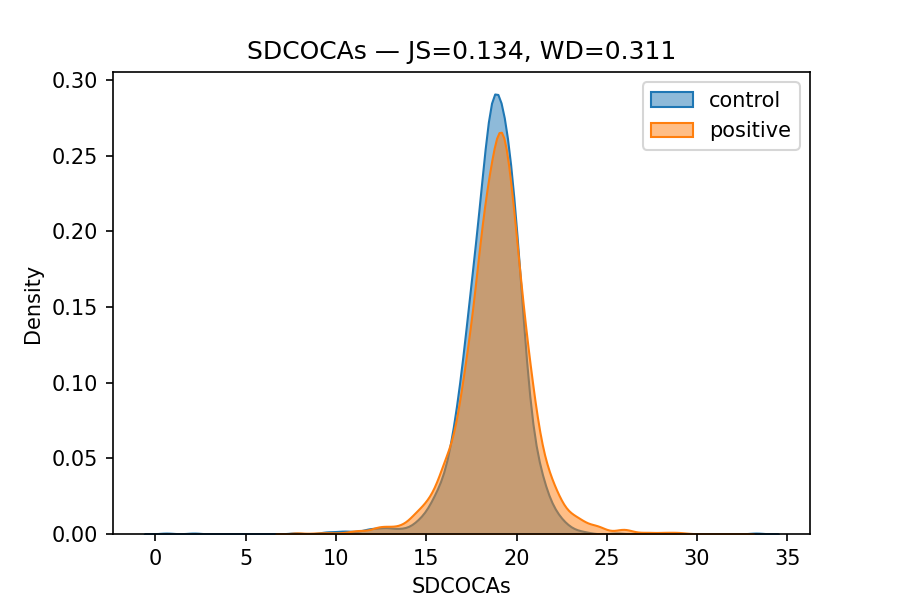 SDCOCAs — JS=0.134, WD=0.311
control
positive
0.30
0.25
0.20
0.15
0.10
0.05
0.00
Density
0 5 10 15 20 25 30 35
SDCOCAs